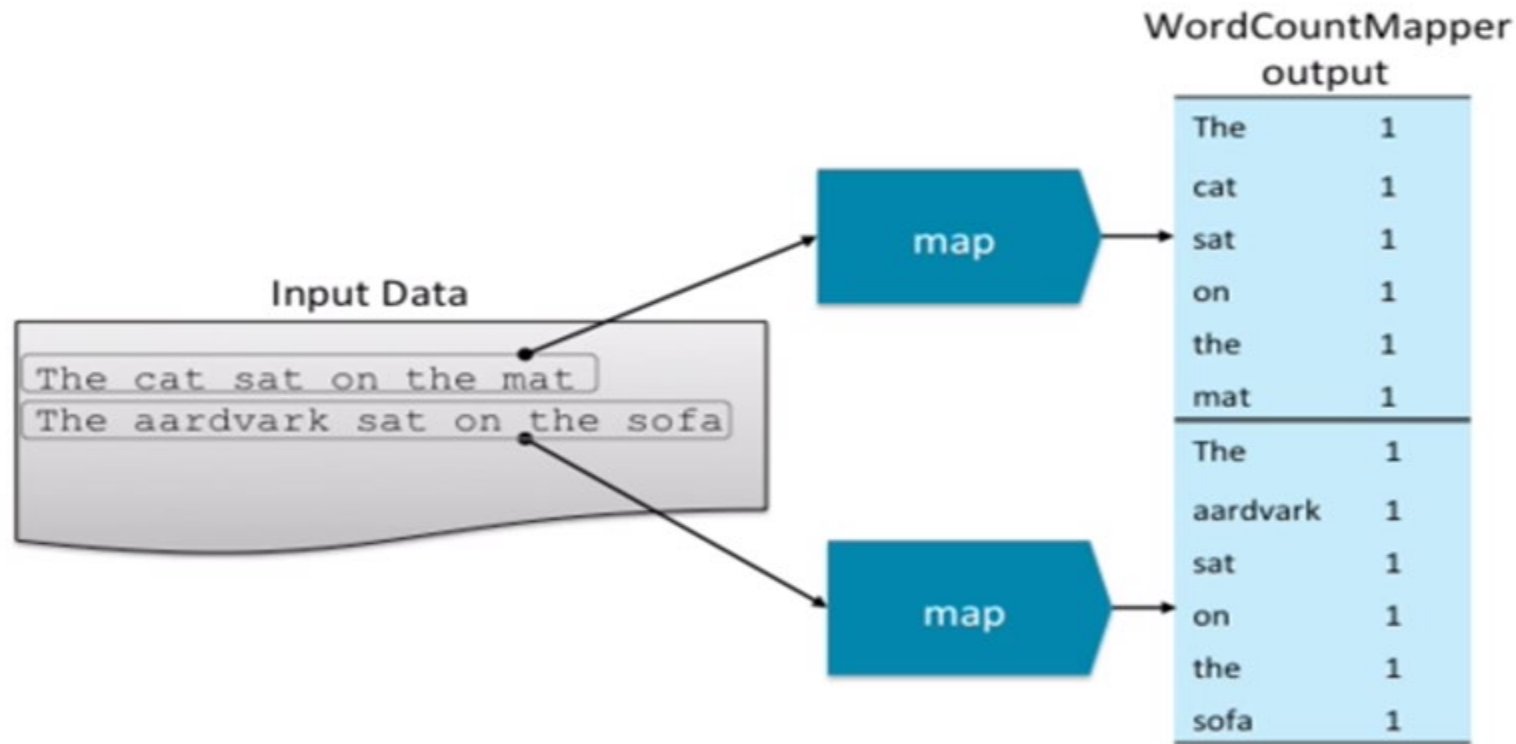 WordCountMapper
output
Input Data
The cat sat on the mat
The aardvark sat on the sofa
map
map
The 1
cat 1
sat 1
on 1
the 1
mat 1
The 1
aardvark 1
sat 1
on 1
the 1
sofa 1